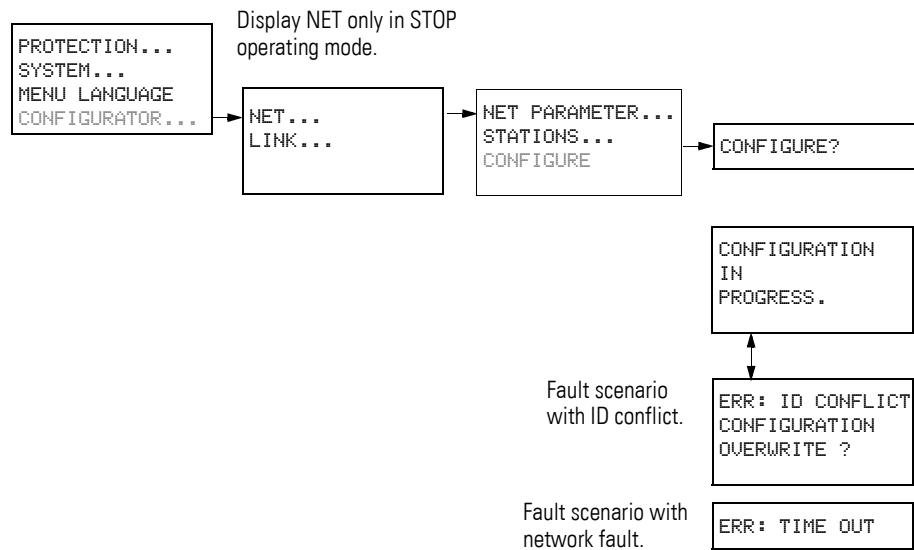 Display NET only in STOP
operating mode.
PROTECTION...
SYSTEM...
MENU LANGUAGE
CONFIGURATOR...
NET...
LINK...
NET PARAMETER...
STATIONS...
CONFIGURE
CONFIGURE?
CONFIGURATION
IN
PROGRESS.
Fault scenario
with ID conflict.
ERR: ID CONFLICT
CONFIGURATION
OVERWRITE ?
Fault scenario with
network fault.
ERR: TIME OUT